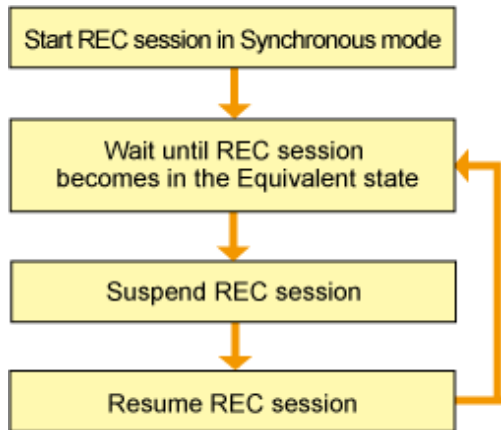 Start REC session in Synchronous mode
Wait until REC session
becomes in the Equivalent state
Suspend REC session
Resume REC session